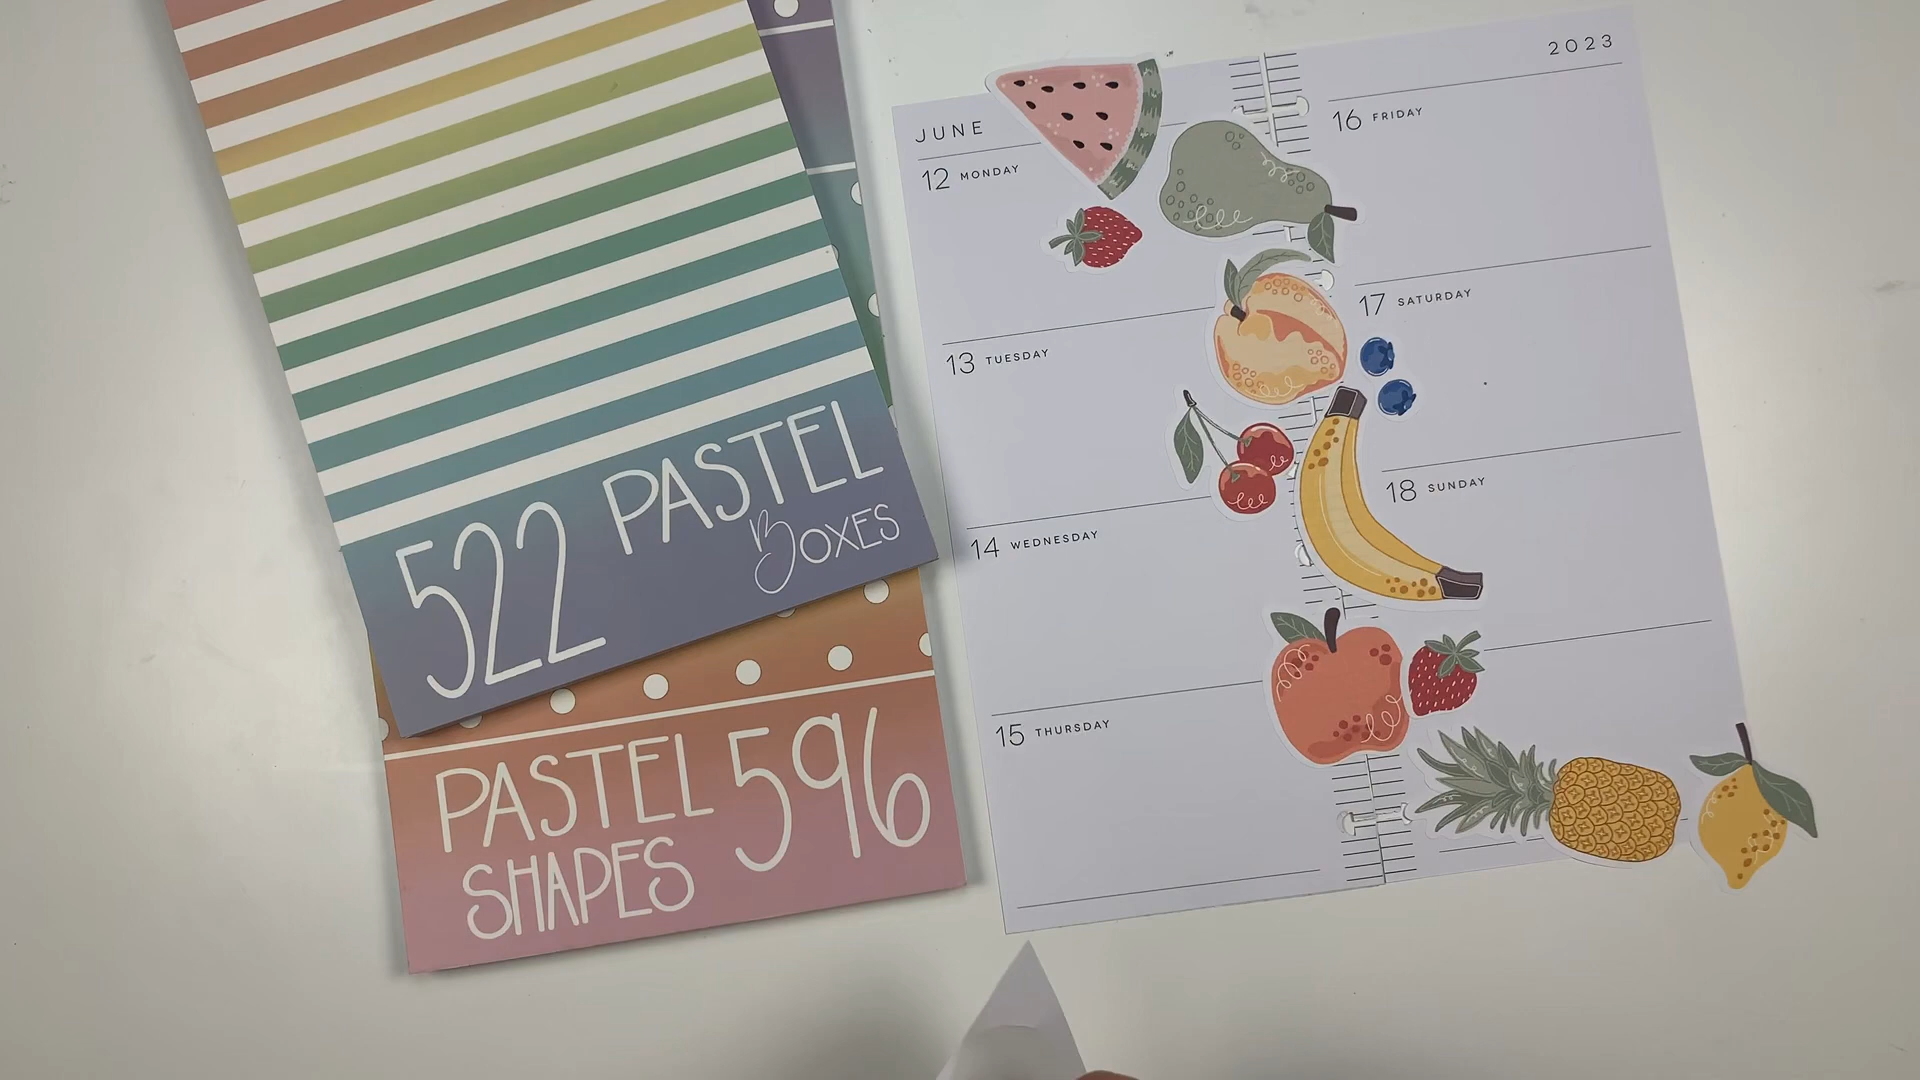 522 PASTEL
BOXES
PASTEL 596
SHAPES
JUNE
12 MONDAY
13 TUESDAY
14 WEDNESDAY
15 THURSDAY
2023
16 FRIDAY
17 SATURDAY
18 SUNDAY